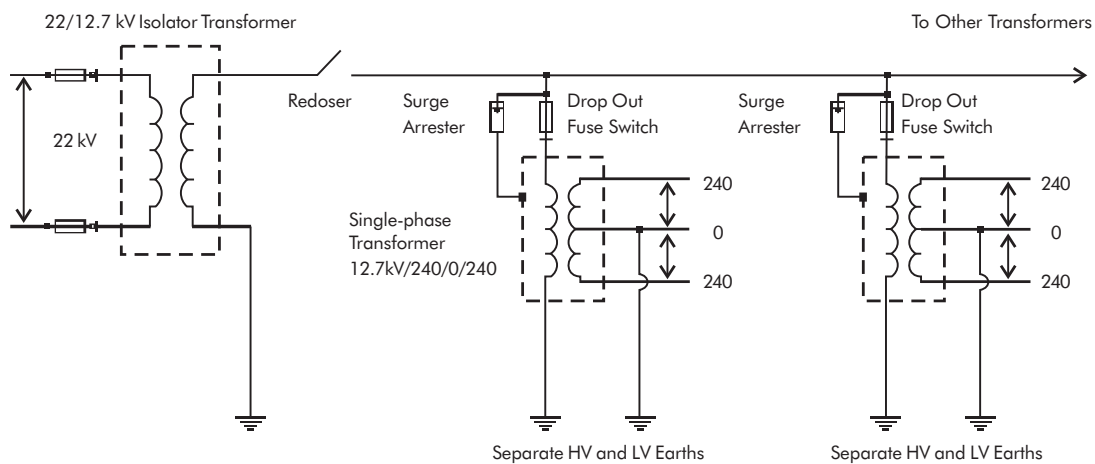 22/12.7 kV Isolator Transformer
To Other Transformers
22 kV
Redoser
Surge
Arrester
Drop Out
Fuse Switch
Surge
Arrester
Drop Out
Fuse Switch
Single-phase
Transformer
12.7kV/240/0/240
240
0
240
240
0
240
Separate HV and LV Earths
Separate HV and LV Earths